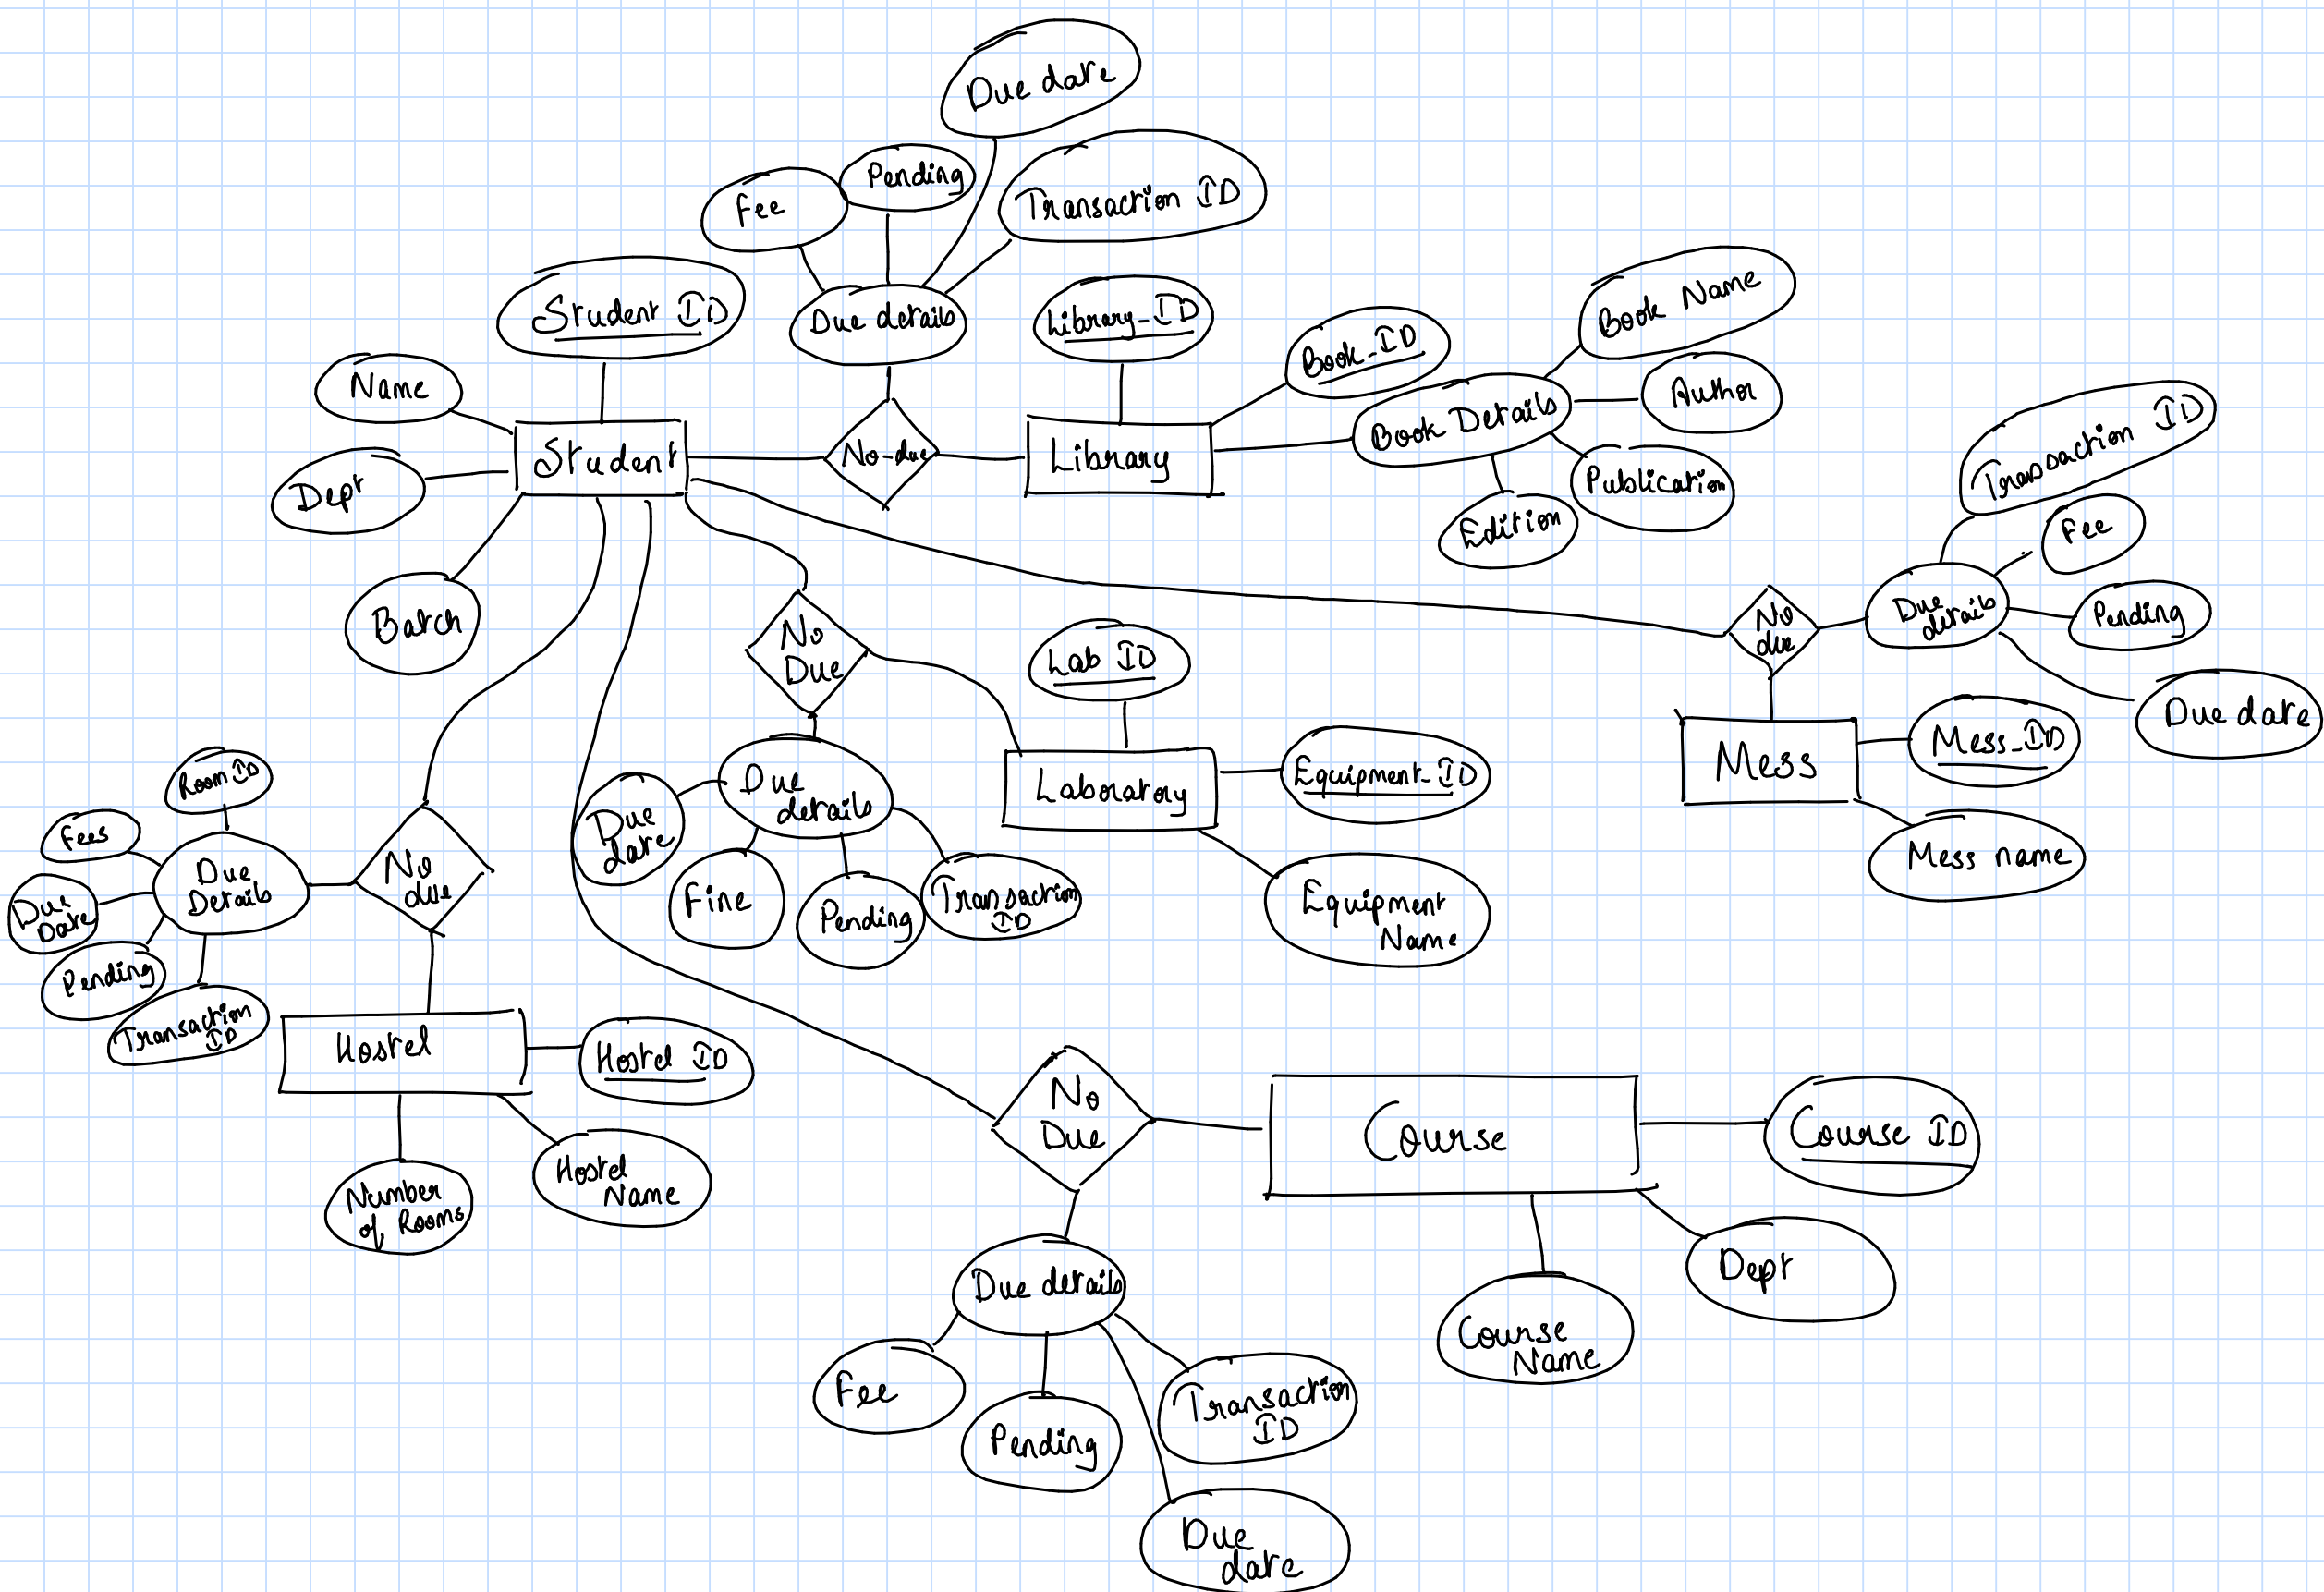 Due date
Pending
Fee
Transaction ID
Student ID
Due details
Library_ID
Book Name
Book_ID
Name
Author
Book Details
Transaction ID
Student
No-due
Library
Dept
Publication
Edition
Fee
Batch
No
due
Due
details
Pending
No
Due
Lab ID
Due date
Mess_ID
Mess
Room ID
Due
details
Laboratory
Equipment_ID
Due
date
Fees
Mess name
Due
Details
No
due
Due
Date
Fine
Pending
Transaction
ID
Equipment
Name
Pending
Transaction
ID
Hostel
Hostel ID
No
Due
Course
Course ID
Hostel
Name
Number
of Rooms
Dept
Due details
Course
Name
Fee
Transaction
ID
Pending
Due
date